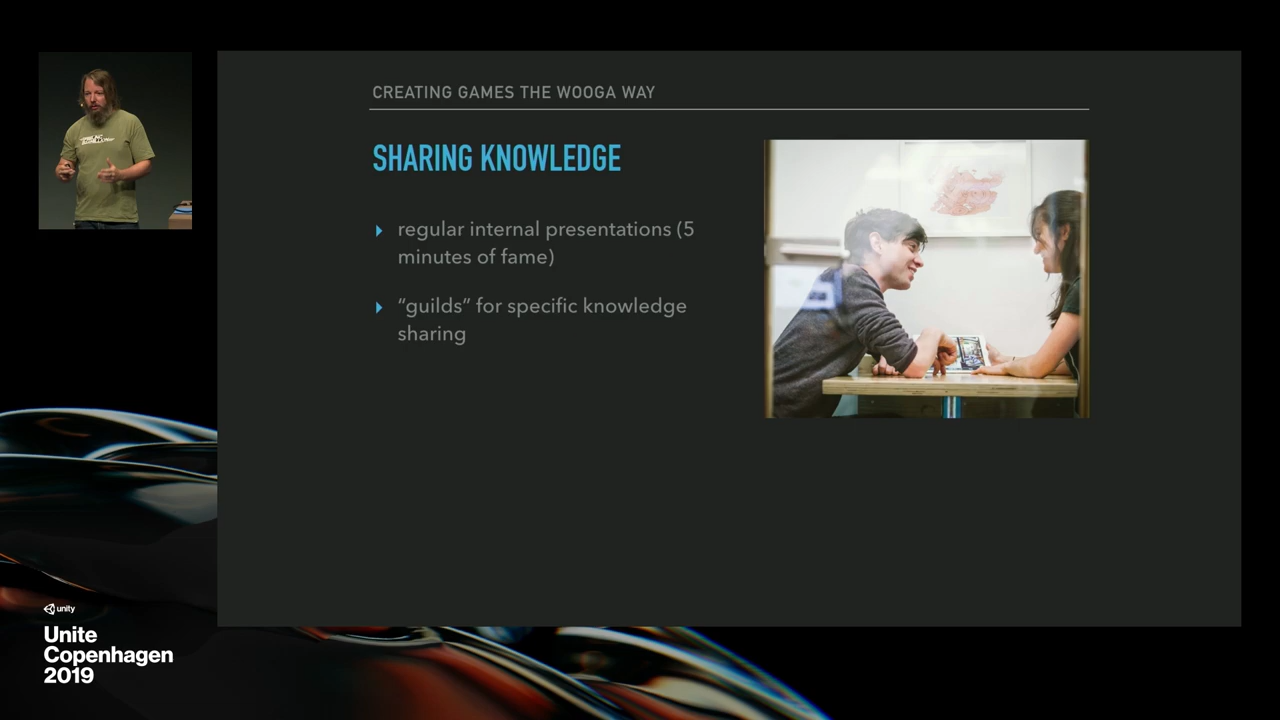 CREATING GAMES THE WOOGA WAY
SHARING KNOWLEDGE
regular internal presentations (5
minutes of fame)
“guilds” for specific knowledge
sharing
unity
Unite
Copenhagen
2019